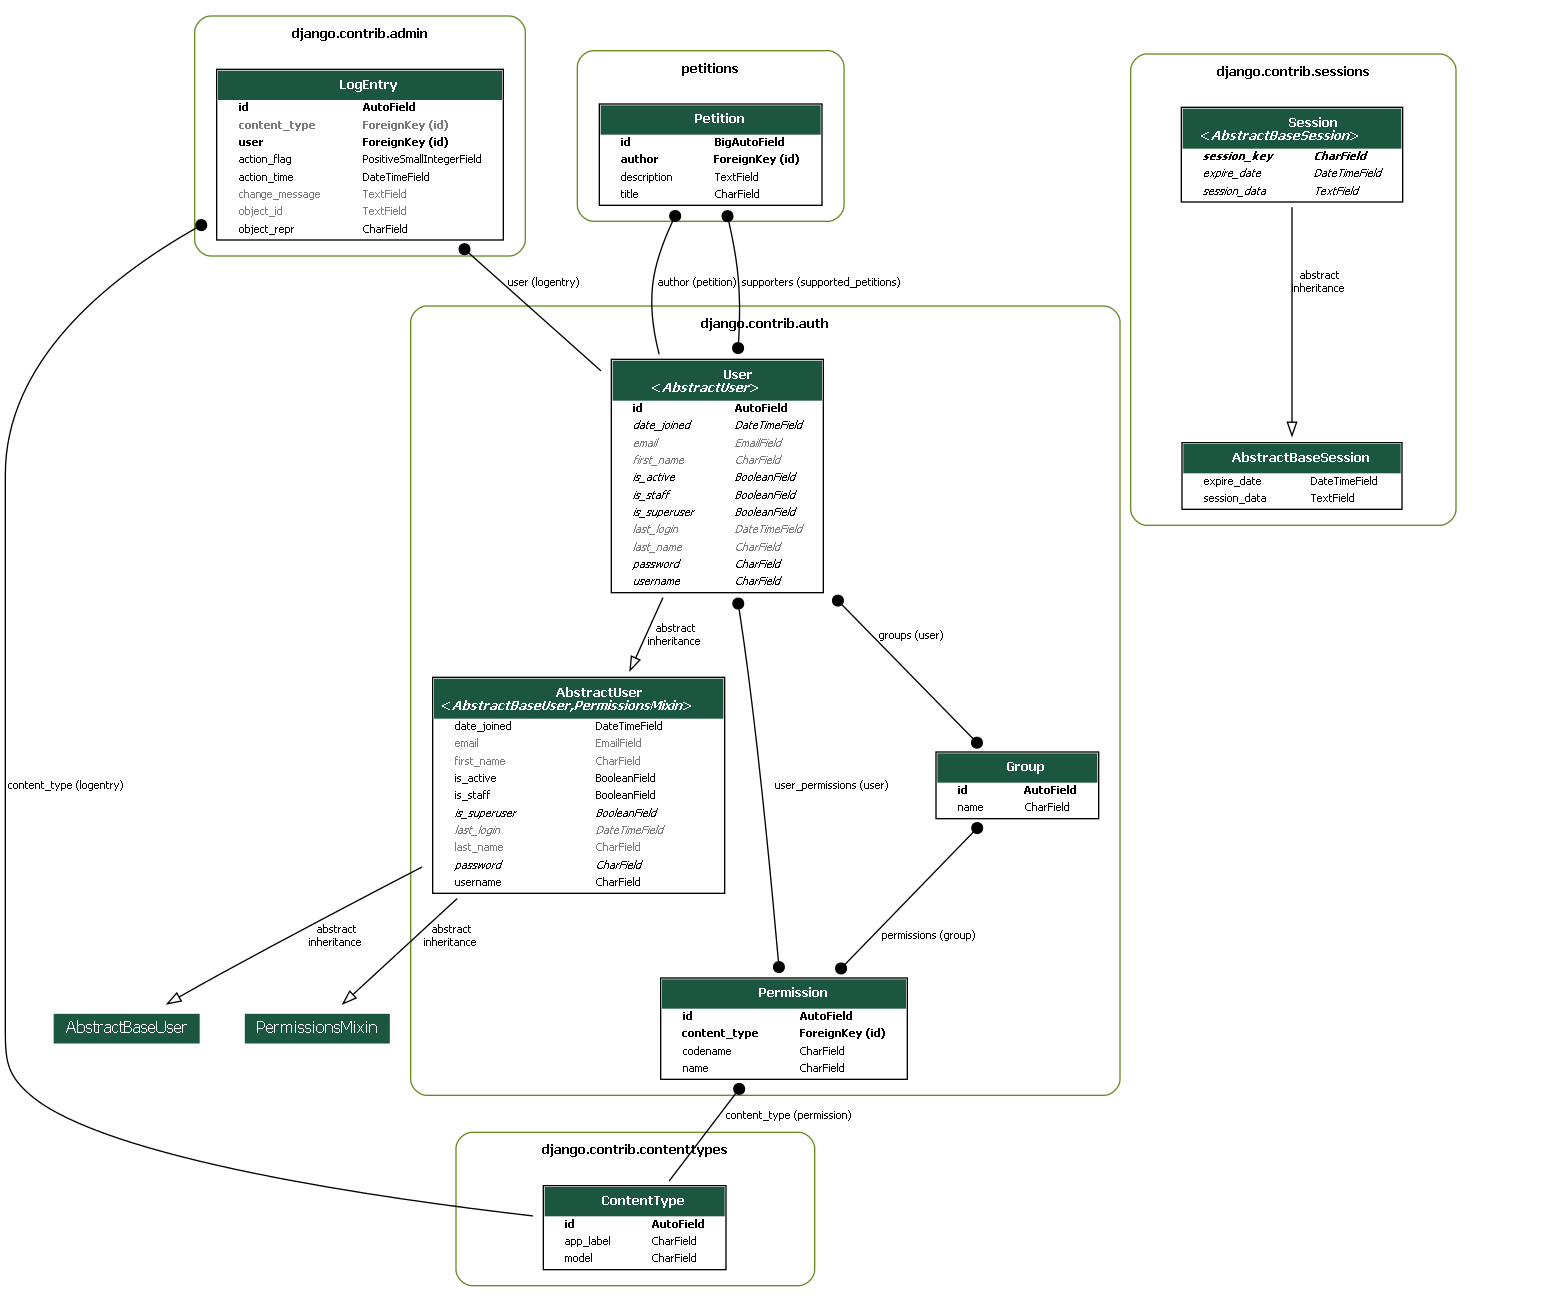 django.contrib.admin
LogEntry
id AutoField
content_type ForeignKey (id)
user ForeignKey (id)
action_flag PositiveSmallIntegerField
action_time DateTimeField
change_message TextField
object_id TextField
object_repr CharField
petitions
Petition
id BigAutoField
author ForeignKey (id)
description TextField
title CharField
django.contrib.sessions
Session
<AbstractBaseSession>
session_key CharField
expire_date DateTimeField
session_data TextField
user (logentry)
author (petition)
supporters (supported_petitions)
abstract
inheritance
django.contrib.auth
User
<AbstractUser>
id AutoField
date_joined DateTimeField
email EmailField
first_name CharField
is_active BooleanField
is_staff BooleanField
is_superuser BooleanField
last_login DateTimeField
last_name CharField
password CharField
username CharField
AbstractBaseSession
expire_date DateTimeField
session_data TextField
abstract
inheritance
groups (user)
AbstractUser
<AbstractBaseUser,PermissionsMixin>
date_joined DateTimeField
email EmailField
first_name CharField
is_active BooleanField
is_staff BooleanField
is_superuser BooleanField
last_login DateTimeField
last_name CharField
password CharField
username CharField
content_type (logentry)
user_permissions (user)
Group
id AutoField
name CharField
abstract
inheritance
abstract
inheritance
permissions (group)
AbstractBaseUser
PermissionsMixin
Permission
id AutoField
content_type ForeignKey (id)
codename CharField
name CharField
content_type (permission)
django.contrib.contenttypes
ContentType
id AutoField
app_label CharField
model CharField